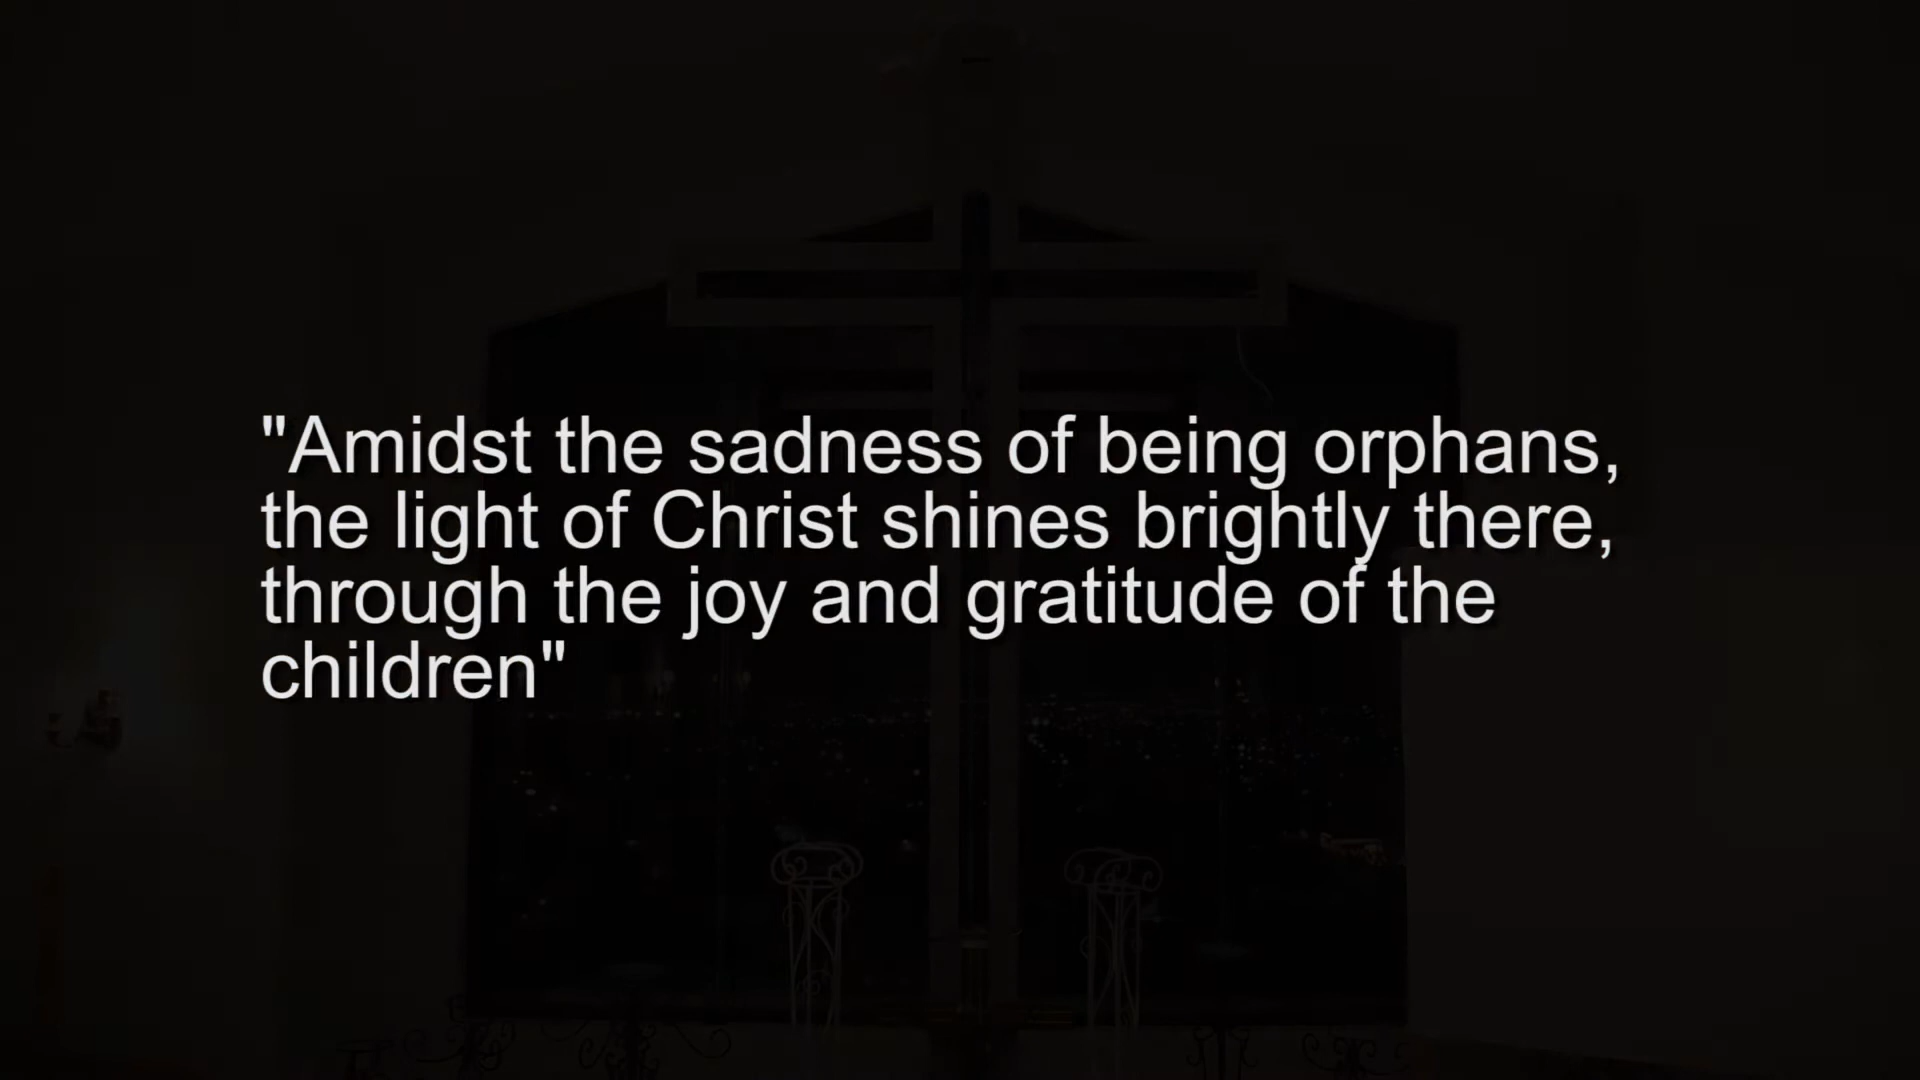 "Amidst the sadness of being orphans,
the light of Christ shines brightly there,
through the joy and gratitude of the
children"